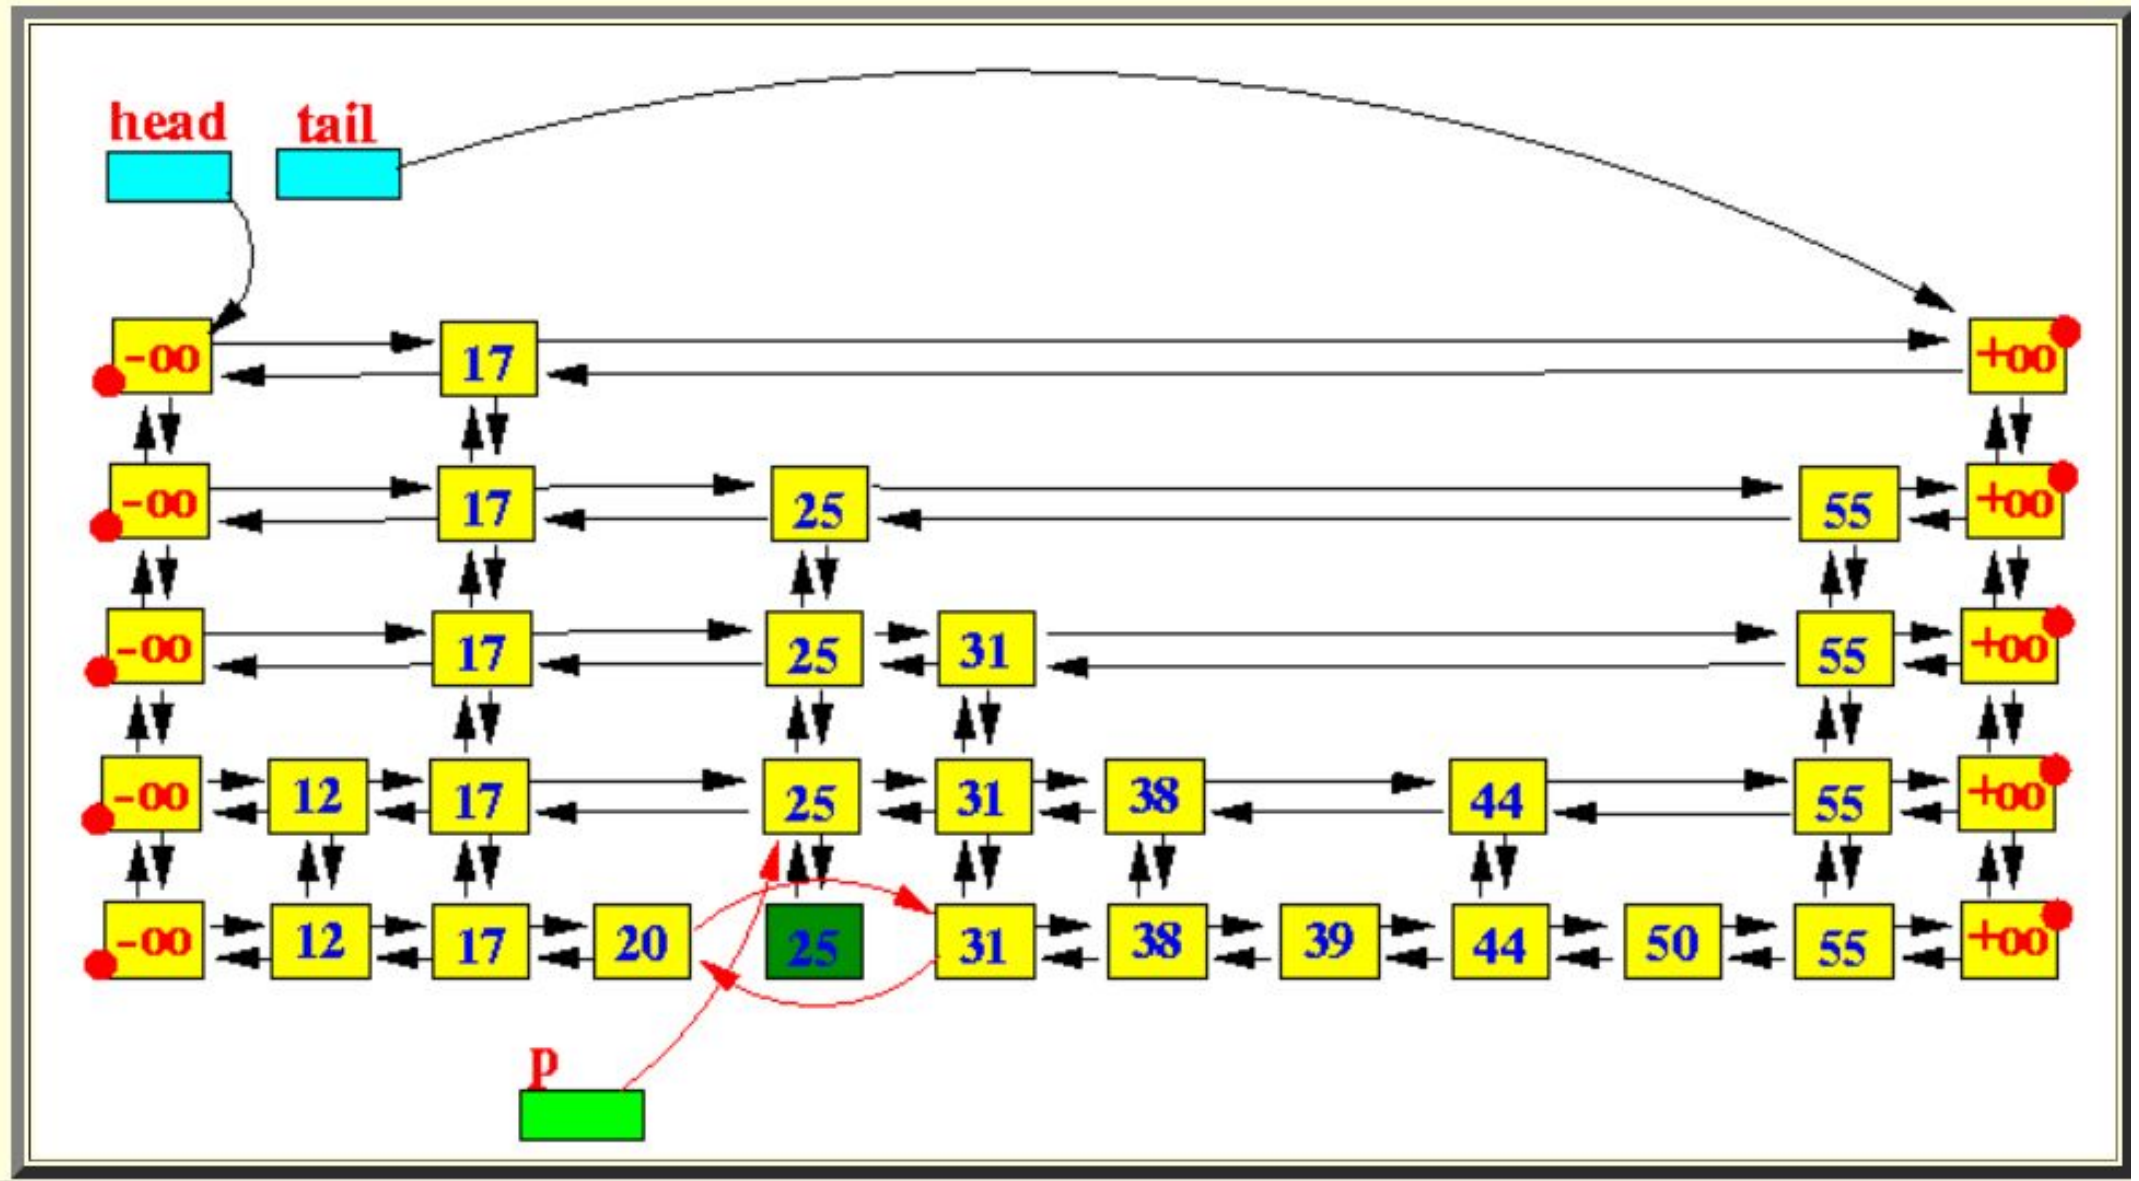 head tail
-oo 17 +oo
-oo 17 25 55 +oo
-oo 17 25 31 55 +oo
-oo 12 17 25 31 38 44 55 +oo
-oo 12 17 20 25 31 38 39 44 50 55 +oo
p